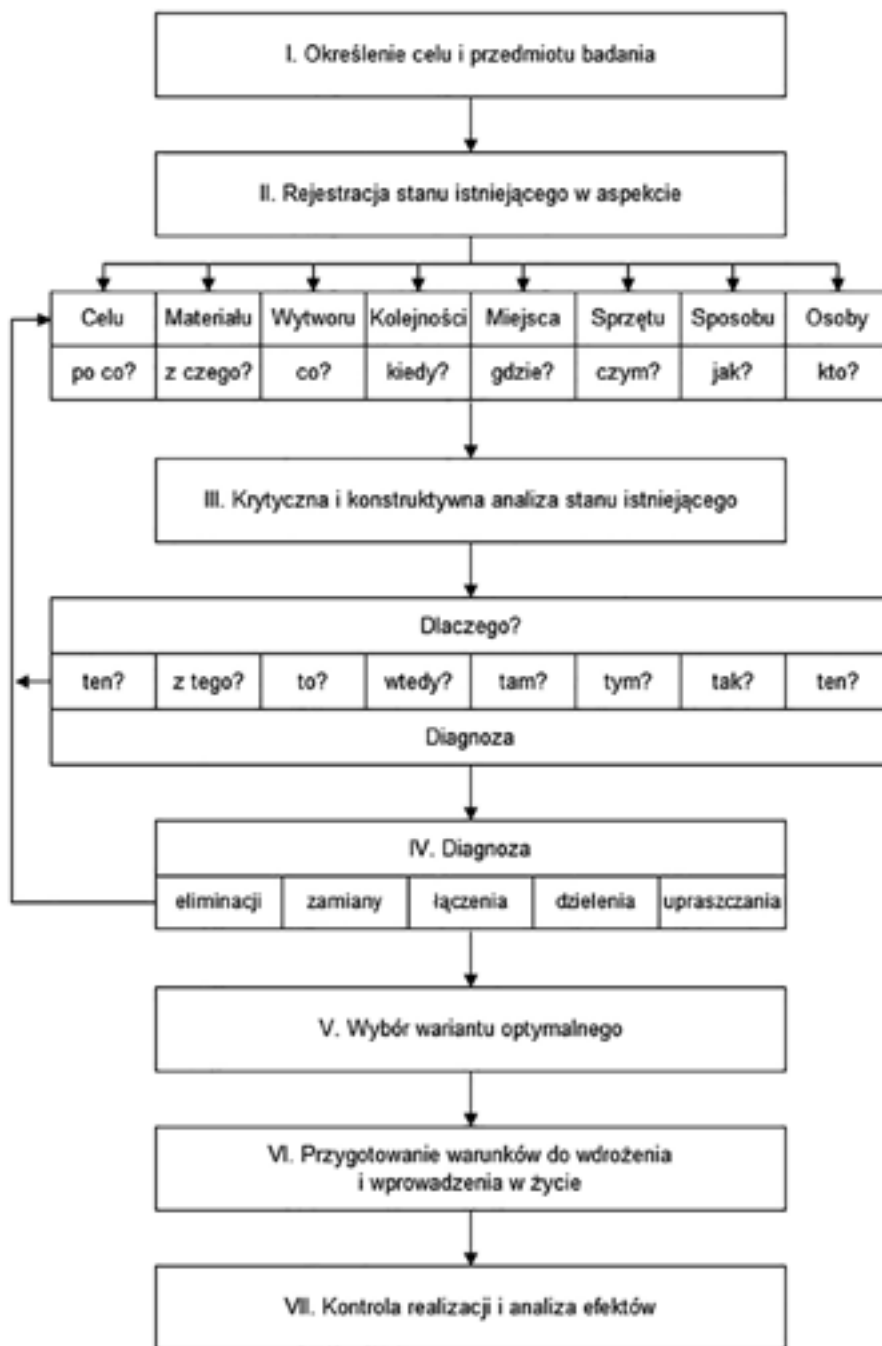 I. Określenie celu i przedmiotu badania
II. Rejestracja stanu istniejącego w aspekcie
Celu Materiału Wytworu Kolejności Miejsca Sprzętu Sposobu Osoby
po co? z czego? co? kiedy? gdzie? czym? jak? kto?
III. Krytyczna i konstruktywna analiza stanu istniejącego
Dlaczego?
ten? z tego? to? wtedy? tam? tym? tak? ten?
Diagnoza
IV. Diagnoza
eliminacji zamiany łączenia dzielenia upraszczania
V. Wybór wariantu optymalnego
VI. Przygotowanie warunków do wdrożenia
i wprowadzenia w życie
VII. Kontrola realizacji i analiza efektów